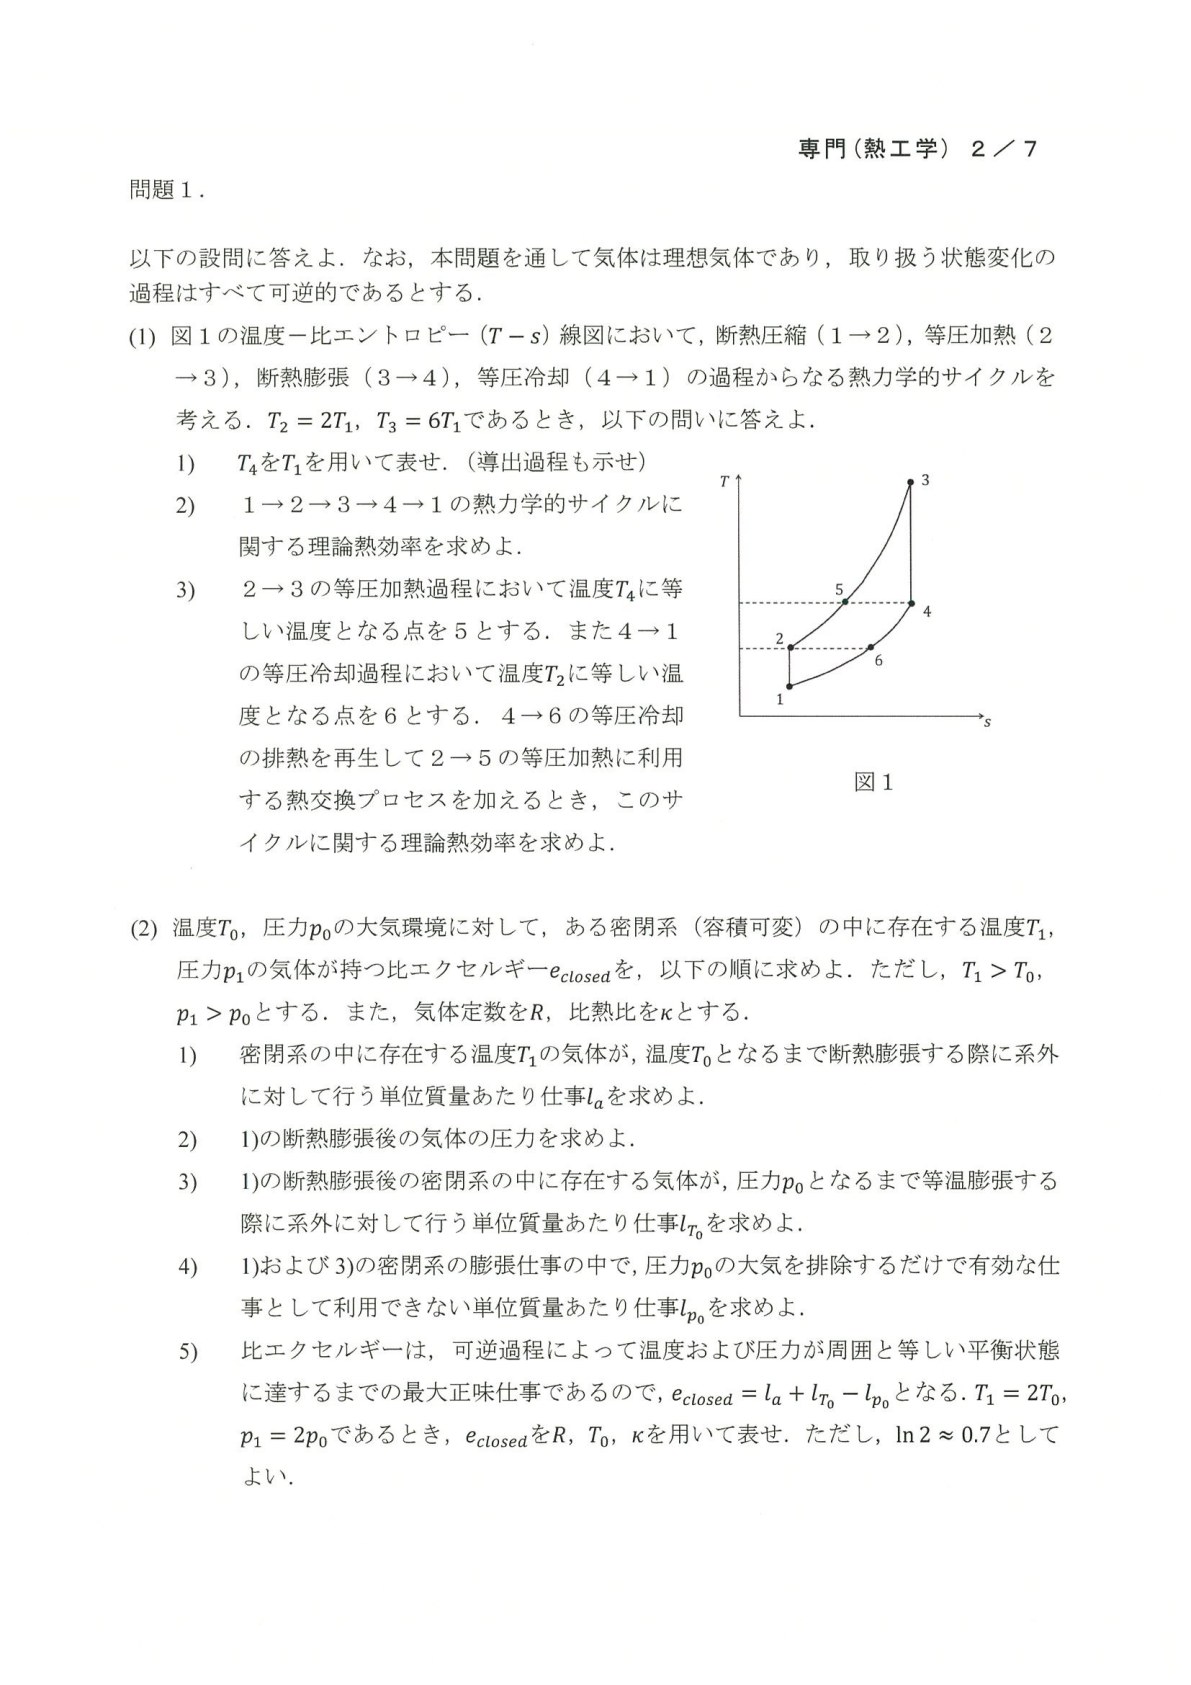 専門(熱工学) 2/7
問題1.
以下の設問に答えよ.なお,本問題を通して気体は理想気体であり,取り扱う状態変化の
過程はすべて可逆的であるとする.
(1) 図1の温度-比エントロピー(T - s)線図において,断熱圧縮(1→2),等圧加熱(2
→3),断熱膨張(3→4),等圧冷却(4→1)の過程からなる熱力学的サイクルを
考える.T₂ = 2T₁, T₃ = 6T₁であるとき,以下の問いに答えよ.
1) T₄をT₁を用いて表せ.(導出過程も示せ)
2) 1→2→3→4→1の熱力学的サイクルに
関する理論熱効率を求めよ.
3) 2→3の等圧加熱過程において温度T₄に等
しい温度となる点を5とする.また4→1
の等圧冷却過程において温度T₂に等しい温
度となる点を6とする.4→6の等圧冷却
の排熱を再生して2→5の等圧加熱に利用
する熱交換プロセスを加えるとき,このサ
イクルに関する理論熱効率を求めよ.
T
3
5
4
2
6
1
s
図1
(2) 温度T₀,圧力p₀の大気環境に対して,ある密閉系(容積可変)の中に存在する温度T₁,
圧力p₁の気体が持つ比エクセルギーe_closedを,以下の順に求めよ.ただし,T₁ > T₀,
p₁ > p₀とする.また,気体定数をR,比熱比をκとする.
1) 密閉系の中に存在する温度T₁の気体が,温度T₀となるまで断熱膨張する際に系外
に対して行う単位質量あたり仕事l_aを求めよ.
2) 1)の断熱膨張後の気体の圧力を求めよ.
3) 1)の断熱膨張後の密閉系の中に存在する気体が,圧力p₀となるまで等温膨張する
際に系外に対して行う単位質量あたり仕事l_T₀を求めよ.
4) 1)および3)の密閉系の膨張仕事の中で,圧力p₀の大気を排除するだけで有効な仕
事として利用できない単位質量あたり仕事l_p₀を求めよ.
5) 比エクセルギーは,可逆過程によって温度および圧力が周囲と等しい平衡状態
に達するまでの最大正味仕事であるので,e_closed = l_a + l_T₀ − l_p₀となる.T₁ = 2T₀,
p₁ = 2p₀であるとき,e_closedをR,T₀,κを用いて表せ.ただし,ln 2 ≈ 0.7として
よい.